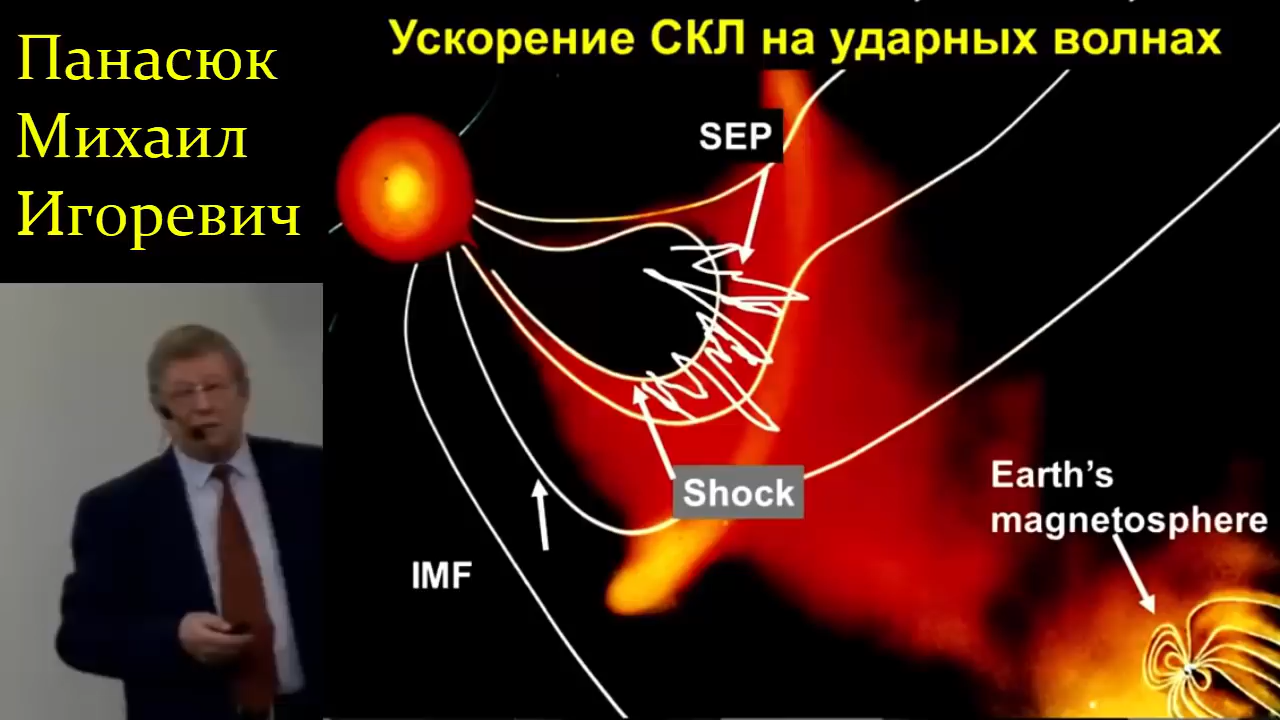 Панасюк
Михаил
Игоревич
Ускорение СКЛ на ударных волнах
SEP
Shock
IMF
Earth's
magnetosphere